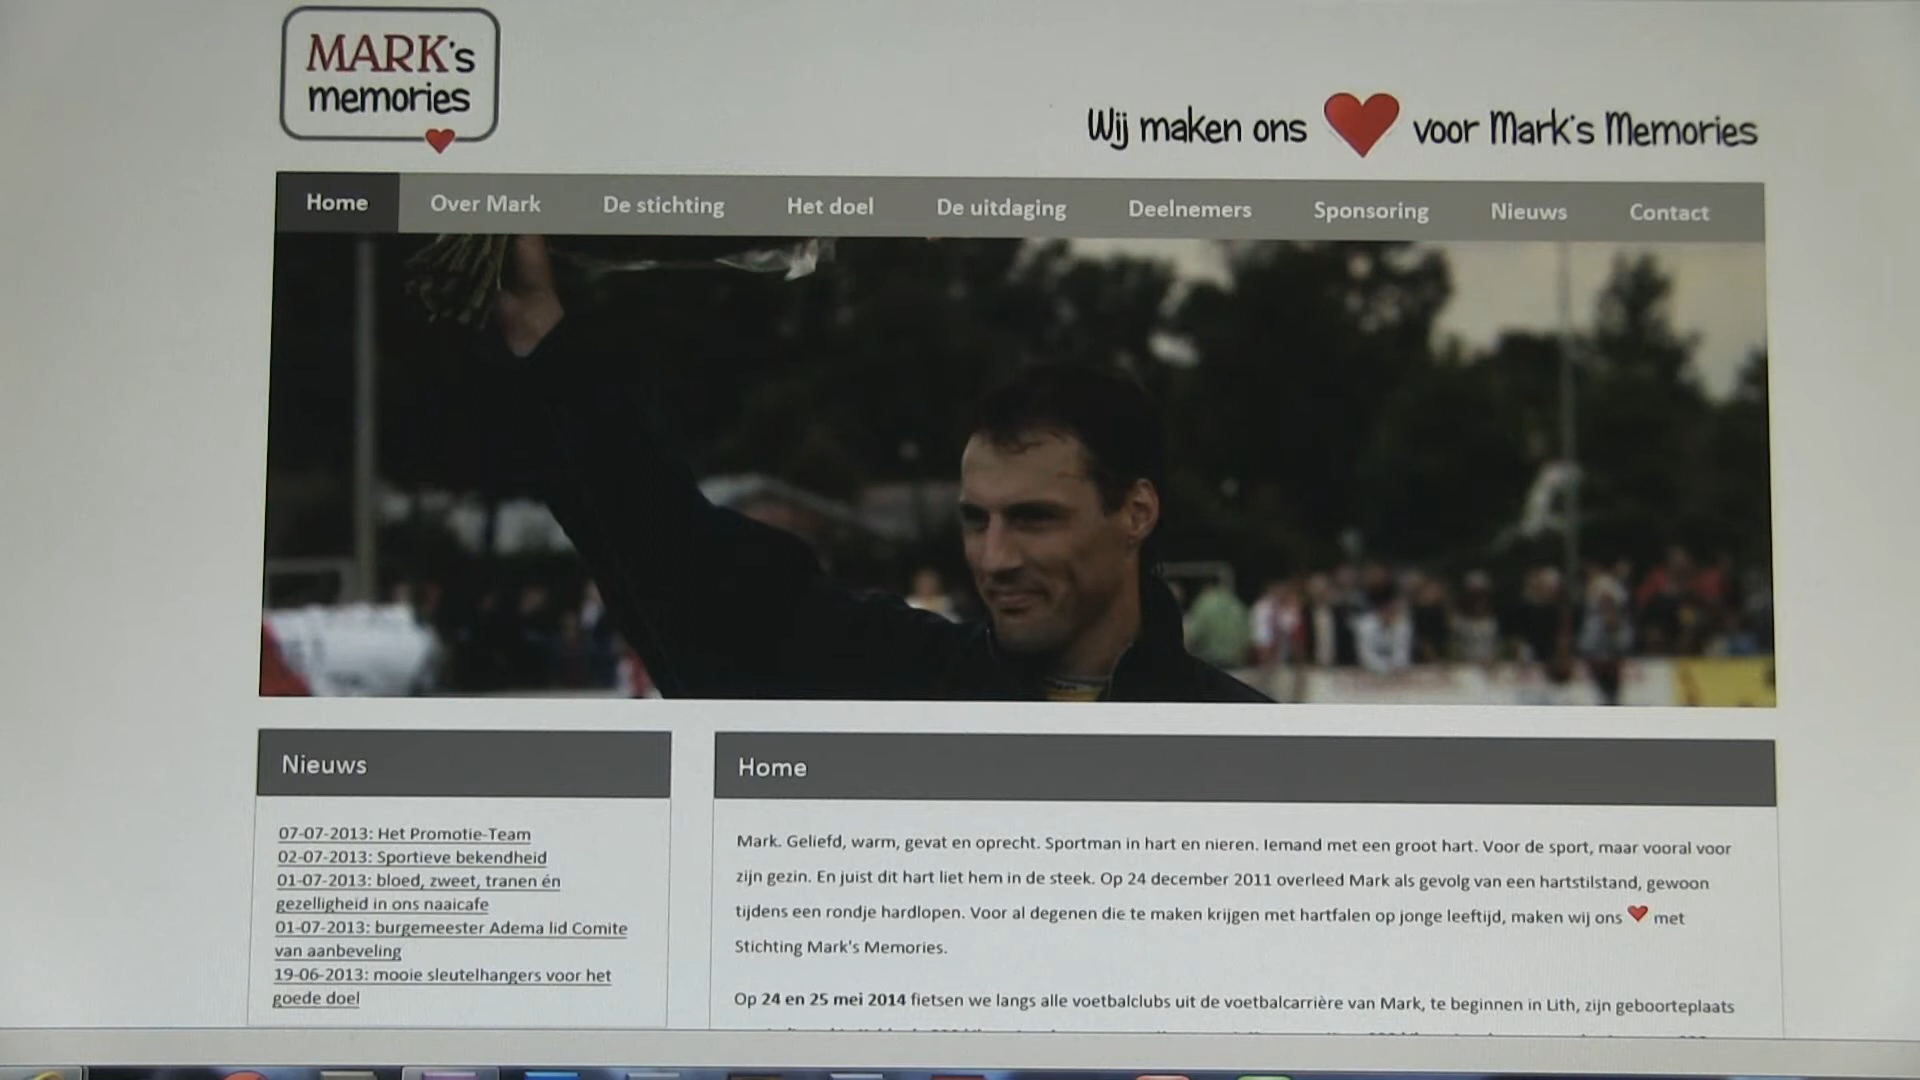 MARK's
memories
Wij maken ons voor Mark's Memories
Home Over Mark De stichting Het doel De uitdaging Deelnemers Sponsoring Nieuws Contact
Nieuws
07-07-2013: Het Promotie-Team
02-07-2013: Sportieve bekendheid
01-07-2013: bloed, zweet, tranen én
gezelligheid in ons naaicafe
01-07-2013: burgemeester Adema lid Comite
van aanbeveling
19-06-2013: mooie sleutelhangers voor het
goede doel
Home
Mark. Geliefd, warm, gevat en oprecht. Sportman in hart en nieren. Iemand met een groot hart. Voor de sport, maar vooral voor
zijn gezin. En juist dit hart liet hem in de steek. Op 24 december 2011 overleed Mark als gevolg van een hartstilstand, gewoon
tijdens een rondje hardlopen. Voor al degenen die te maken krijgen met hartfalen op jonge leeftijd, maken wij ons met
Stichting Mark's Memories.
Op 24 en 25 mei 2014 fietsen we langs alle voetbalclubs uit de voetbalcarrière van Mark, te beginnen in Lith, zijn geboorteplaats